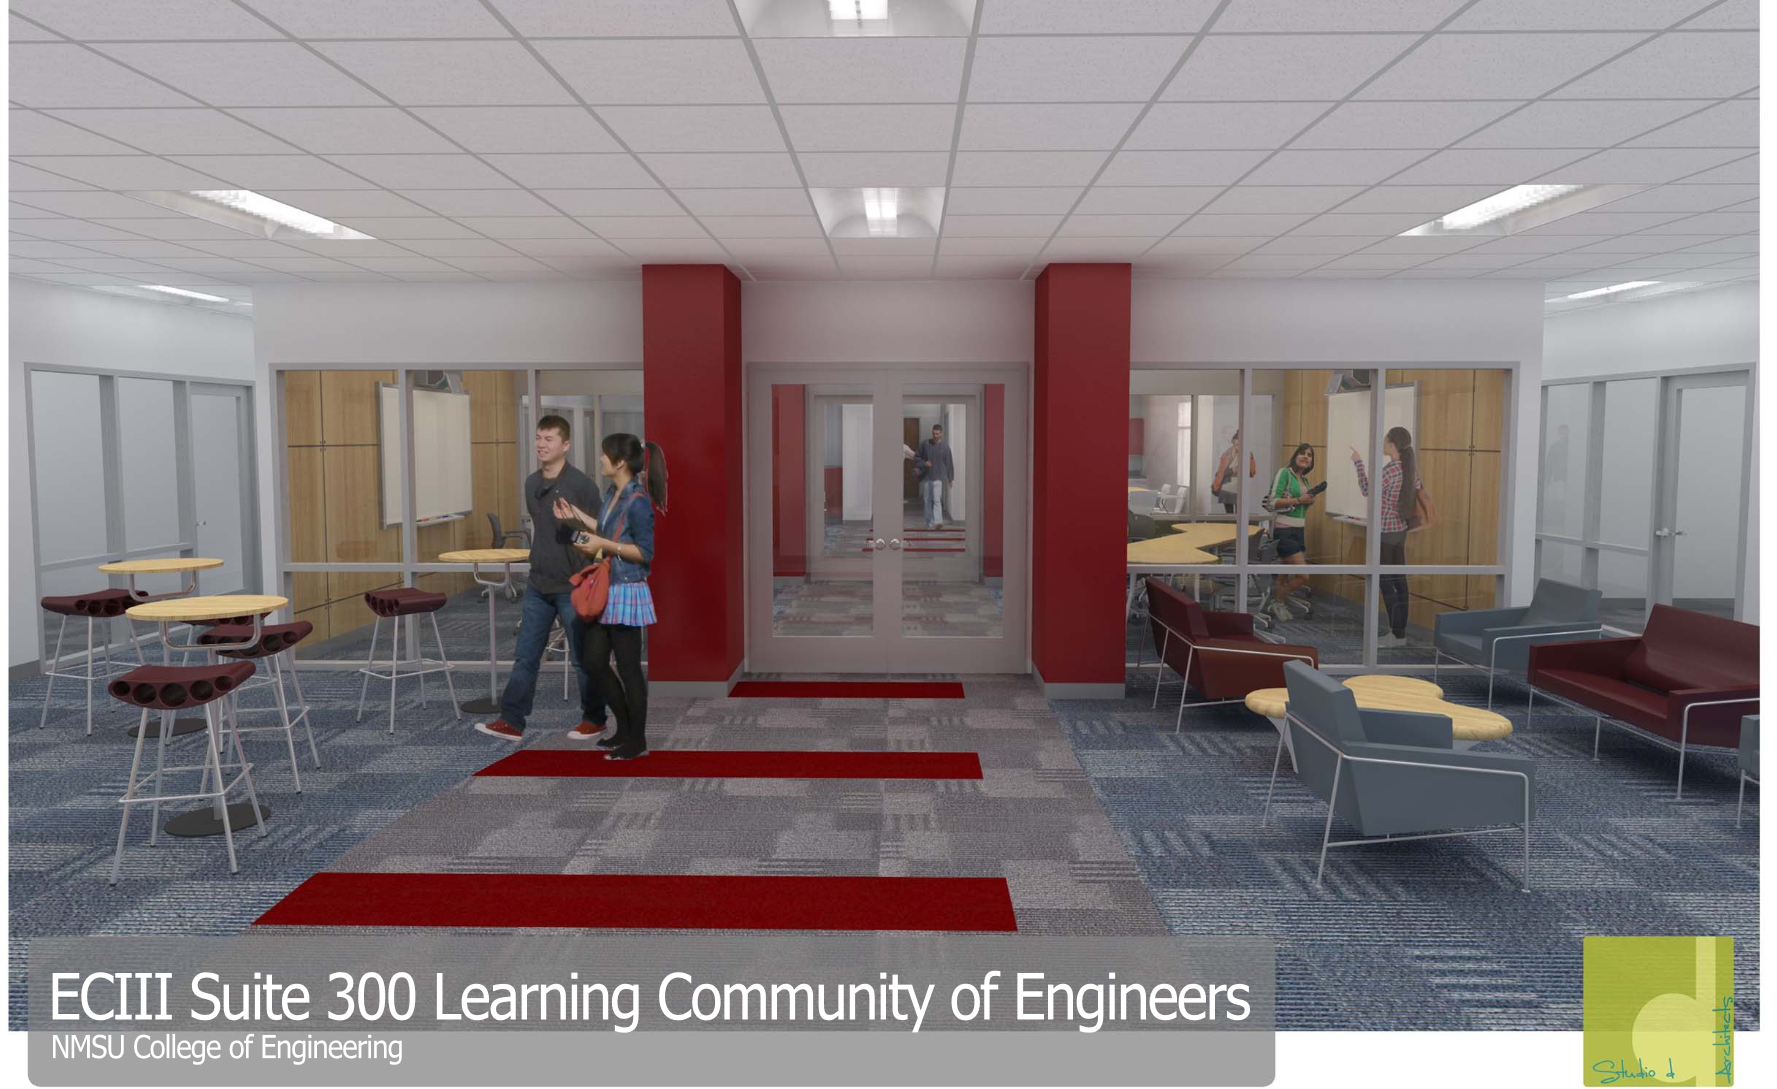 ECIII Suite 300 Learning Community of Engineers
NMSU College of Engineering
Studio d
Architects